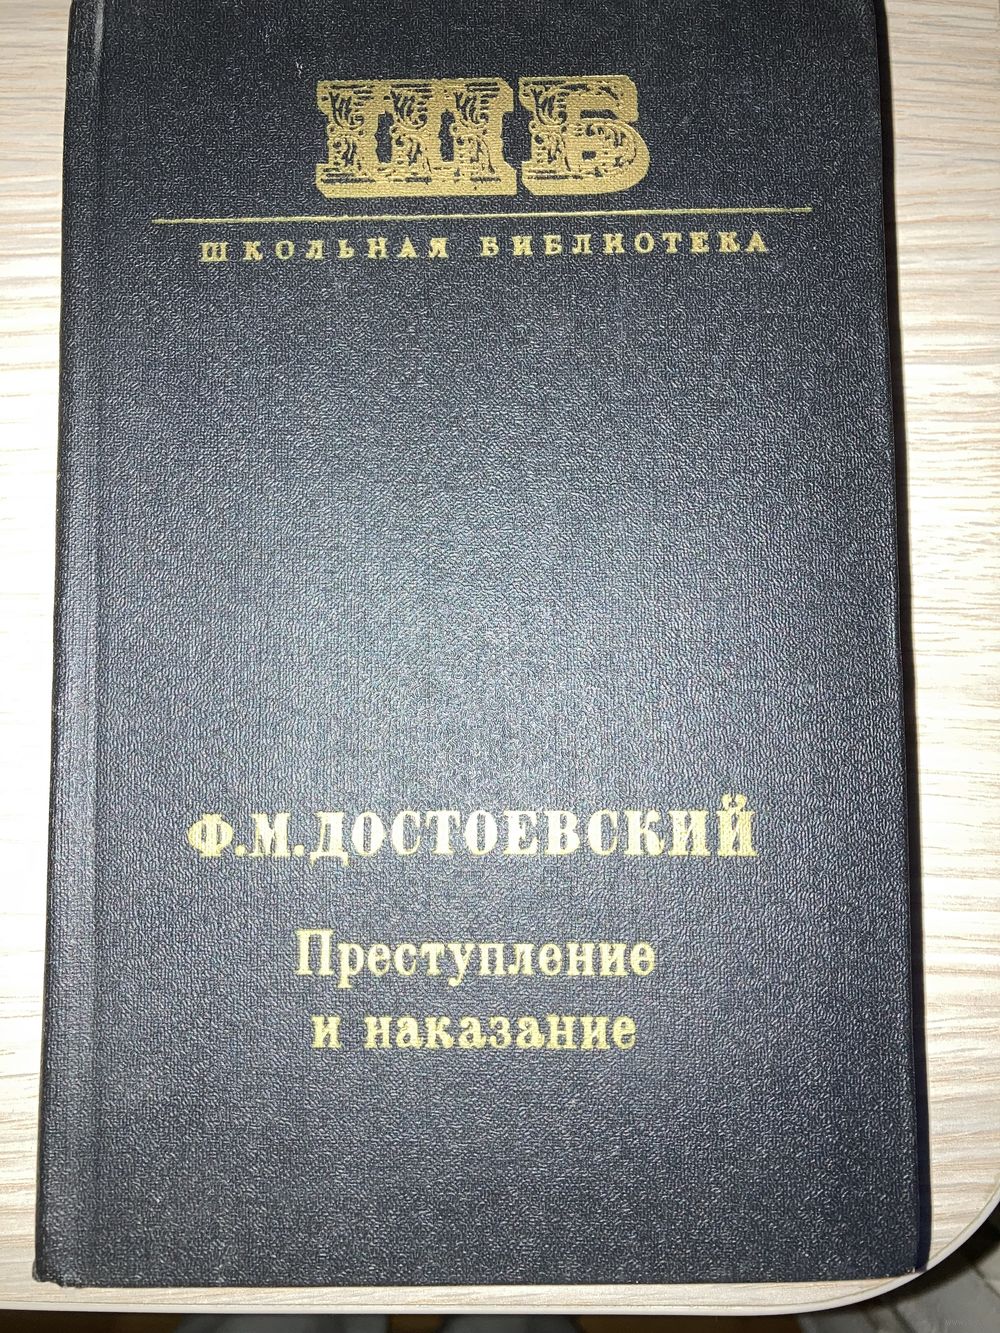 ШБ
ШКОЛЬНАЯ БИБЛИОТЕКА
Ф.М.ДОСТОЕВСКИЙ
Преступление
и наказание